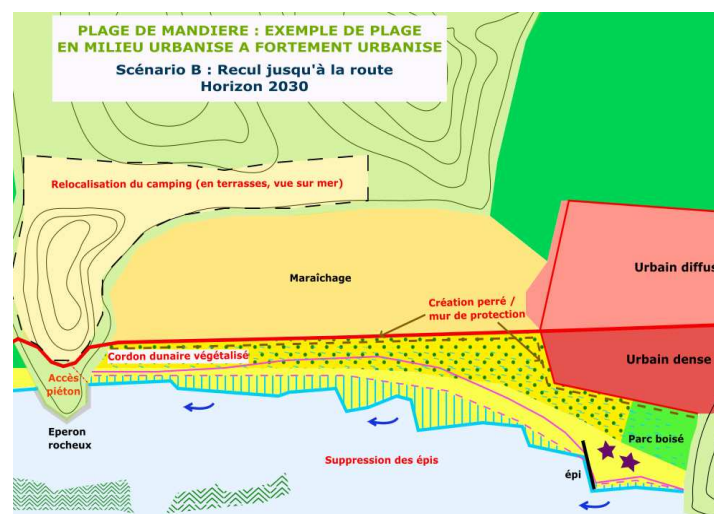 PLAGE DE MANDIERE : EXEMPLE DE PLAGE
EN MILIEU URBANISE A FORTEMENT URBANISE
Scénario B : Recul jusqu'à la route
Horizon 2030
Relocalisation du camping (en terrasses, vue sur mer)
Urbain diffus
Maraîchage
Création perré /
mur de protection
Cordon dunaire végétalisé
Urbain dense
Accès
piéton
Eperon
rocheux
Parc boisé
Suppression des épis
épi